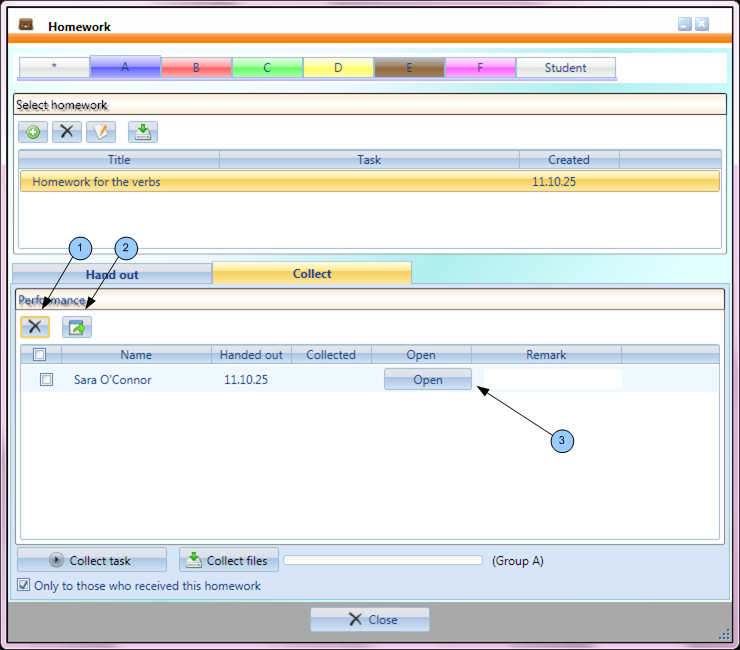 Homework
* A B C D E F Student
Select homework
Title Task Created
Homework for the verbs 11.10.25
1 2
Hand out Collect
Performance
Name Handed out Collected Open Remark
Sara O'Connor 11.10.25 Open
3
Collect task Collect files (Group A)
Only to those who received this homework
Close